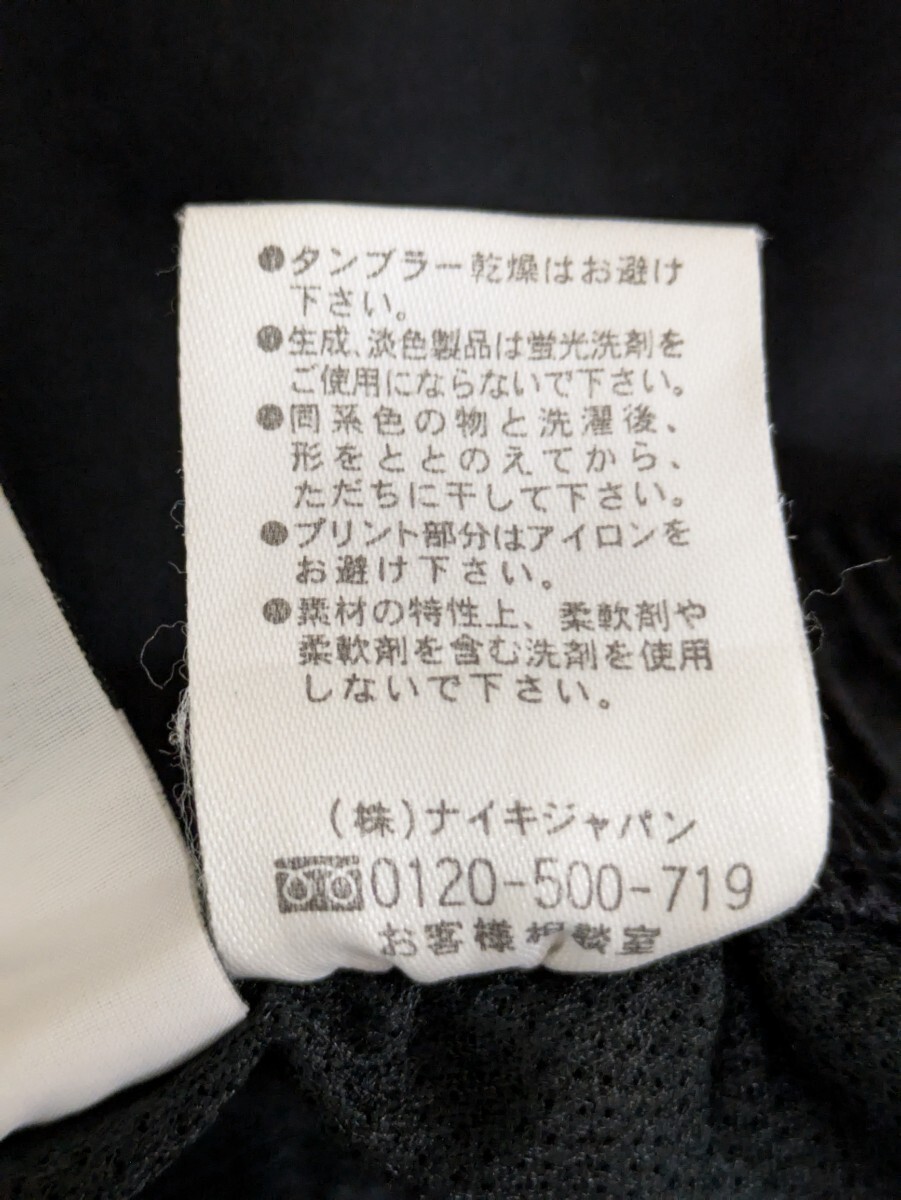 ●タンブラー乾燥はお避け
下さい。
●生成、淡色製品は蛍光洗剤を
ご使用にならないで下さい。
●同系色の物と洗濯後、
形をととのえてから、
ただちに干して下さい。
●プリント部分はアイロンを
お避け下さい。
●素材の特性上、柔軟剤や
柔軟剤を含む洗剤を使用
しないで下さい。
(株)ナイキジャパン
0120-500-719
お客様相談室